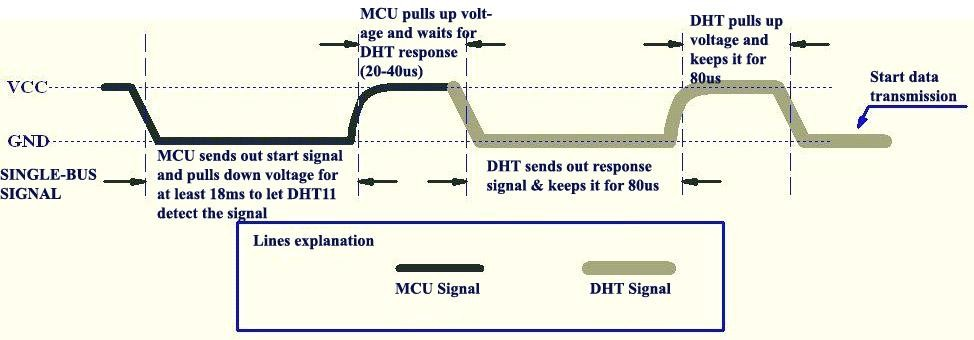 MCU pulls up volt-
age and waits for
DHT response
(20-40us)
DHT pulls up
voltage and
keeps it for
80us
VCC
Start data
transmission
GND
SINGLE-BUS
SIGNAL
MCU sends out start signal
and pulls down voltage for
at least 18ms to let DHT11
detect the signal
DHT sends out response
signal & keeps it for 80us
Lines explanation
MCU Signal
DHT Signal